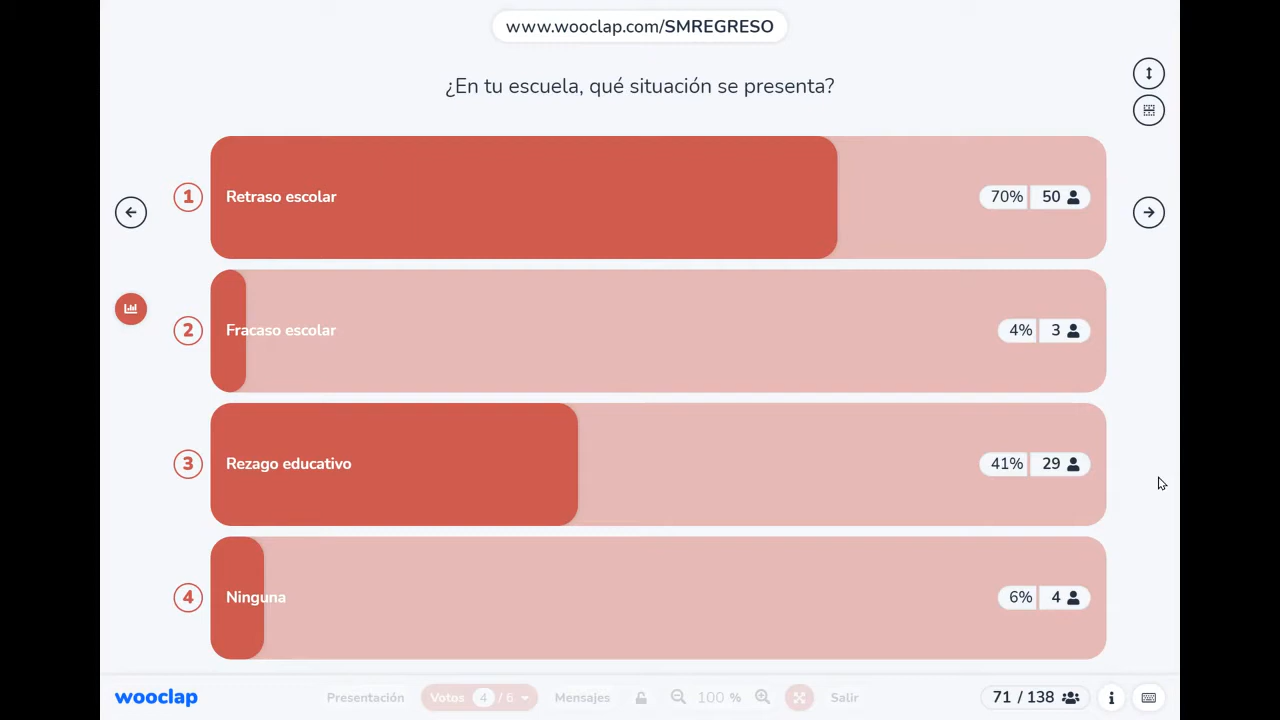 www.wooclap.com/SMREGRESO
¿En tu escuela, qué situación se presenta?
1 Retraso escolar 70% 50
2 Fracaso escolar 4% 3
3 Rezago educativo 41% 29
4 Ninguna 6% 4
wooclap Presentación Votos 4 / 6 Mensajes 100 % Salir 71 / 138 i